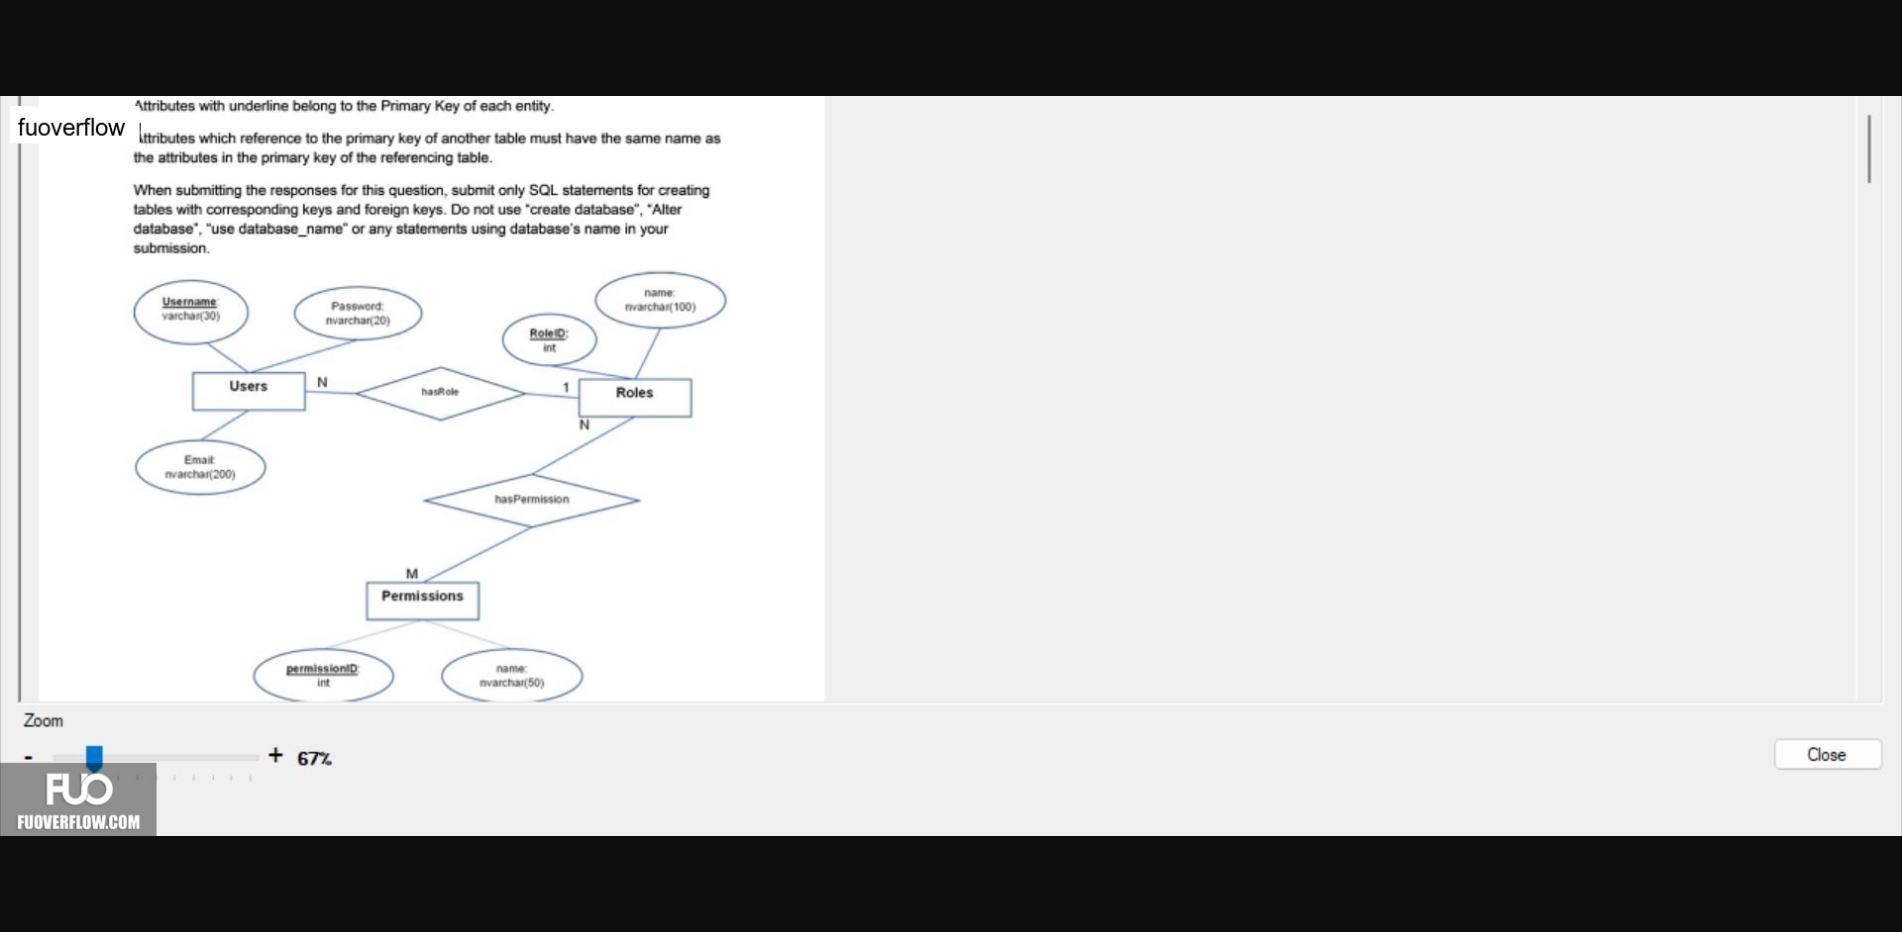 Attributes with underline belong to the Primary Key of each entity.
fuoverflow
ttributes which reference to the primary key of another table must have the same name as
the attributes in the primary key of the referencing table.
When submitting the responses for this question, submit only SQL statements for creating
tables with corresponding keys and foreign keys. Do not use "create database", "Alter
database", "use database_name" or any statements using database's name in your
submission.
Username:
varchar(30)
Password:
nvarchar(20)
RoleID:
int
name:
nvarchar(100)
Users
N
hasRole
1
Roles
N
Email:
nvarchar(200)
hasPermission
M
Permissions
permissionID:
int
name:
nvarchar(50)
Zoom
- + 67%
Close
FUO
FUOVERFLOW.COM